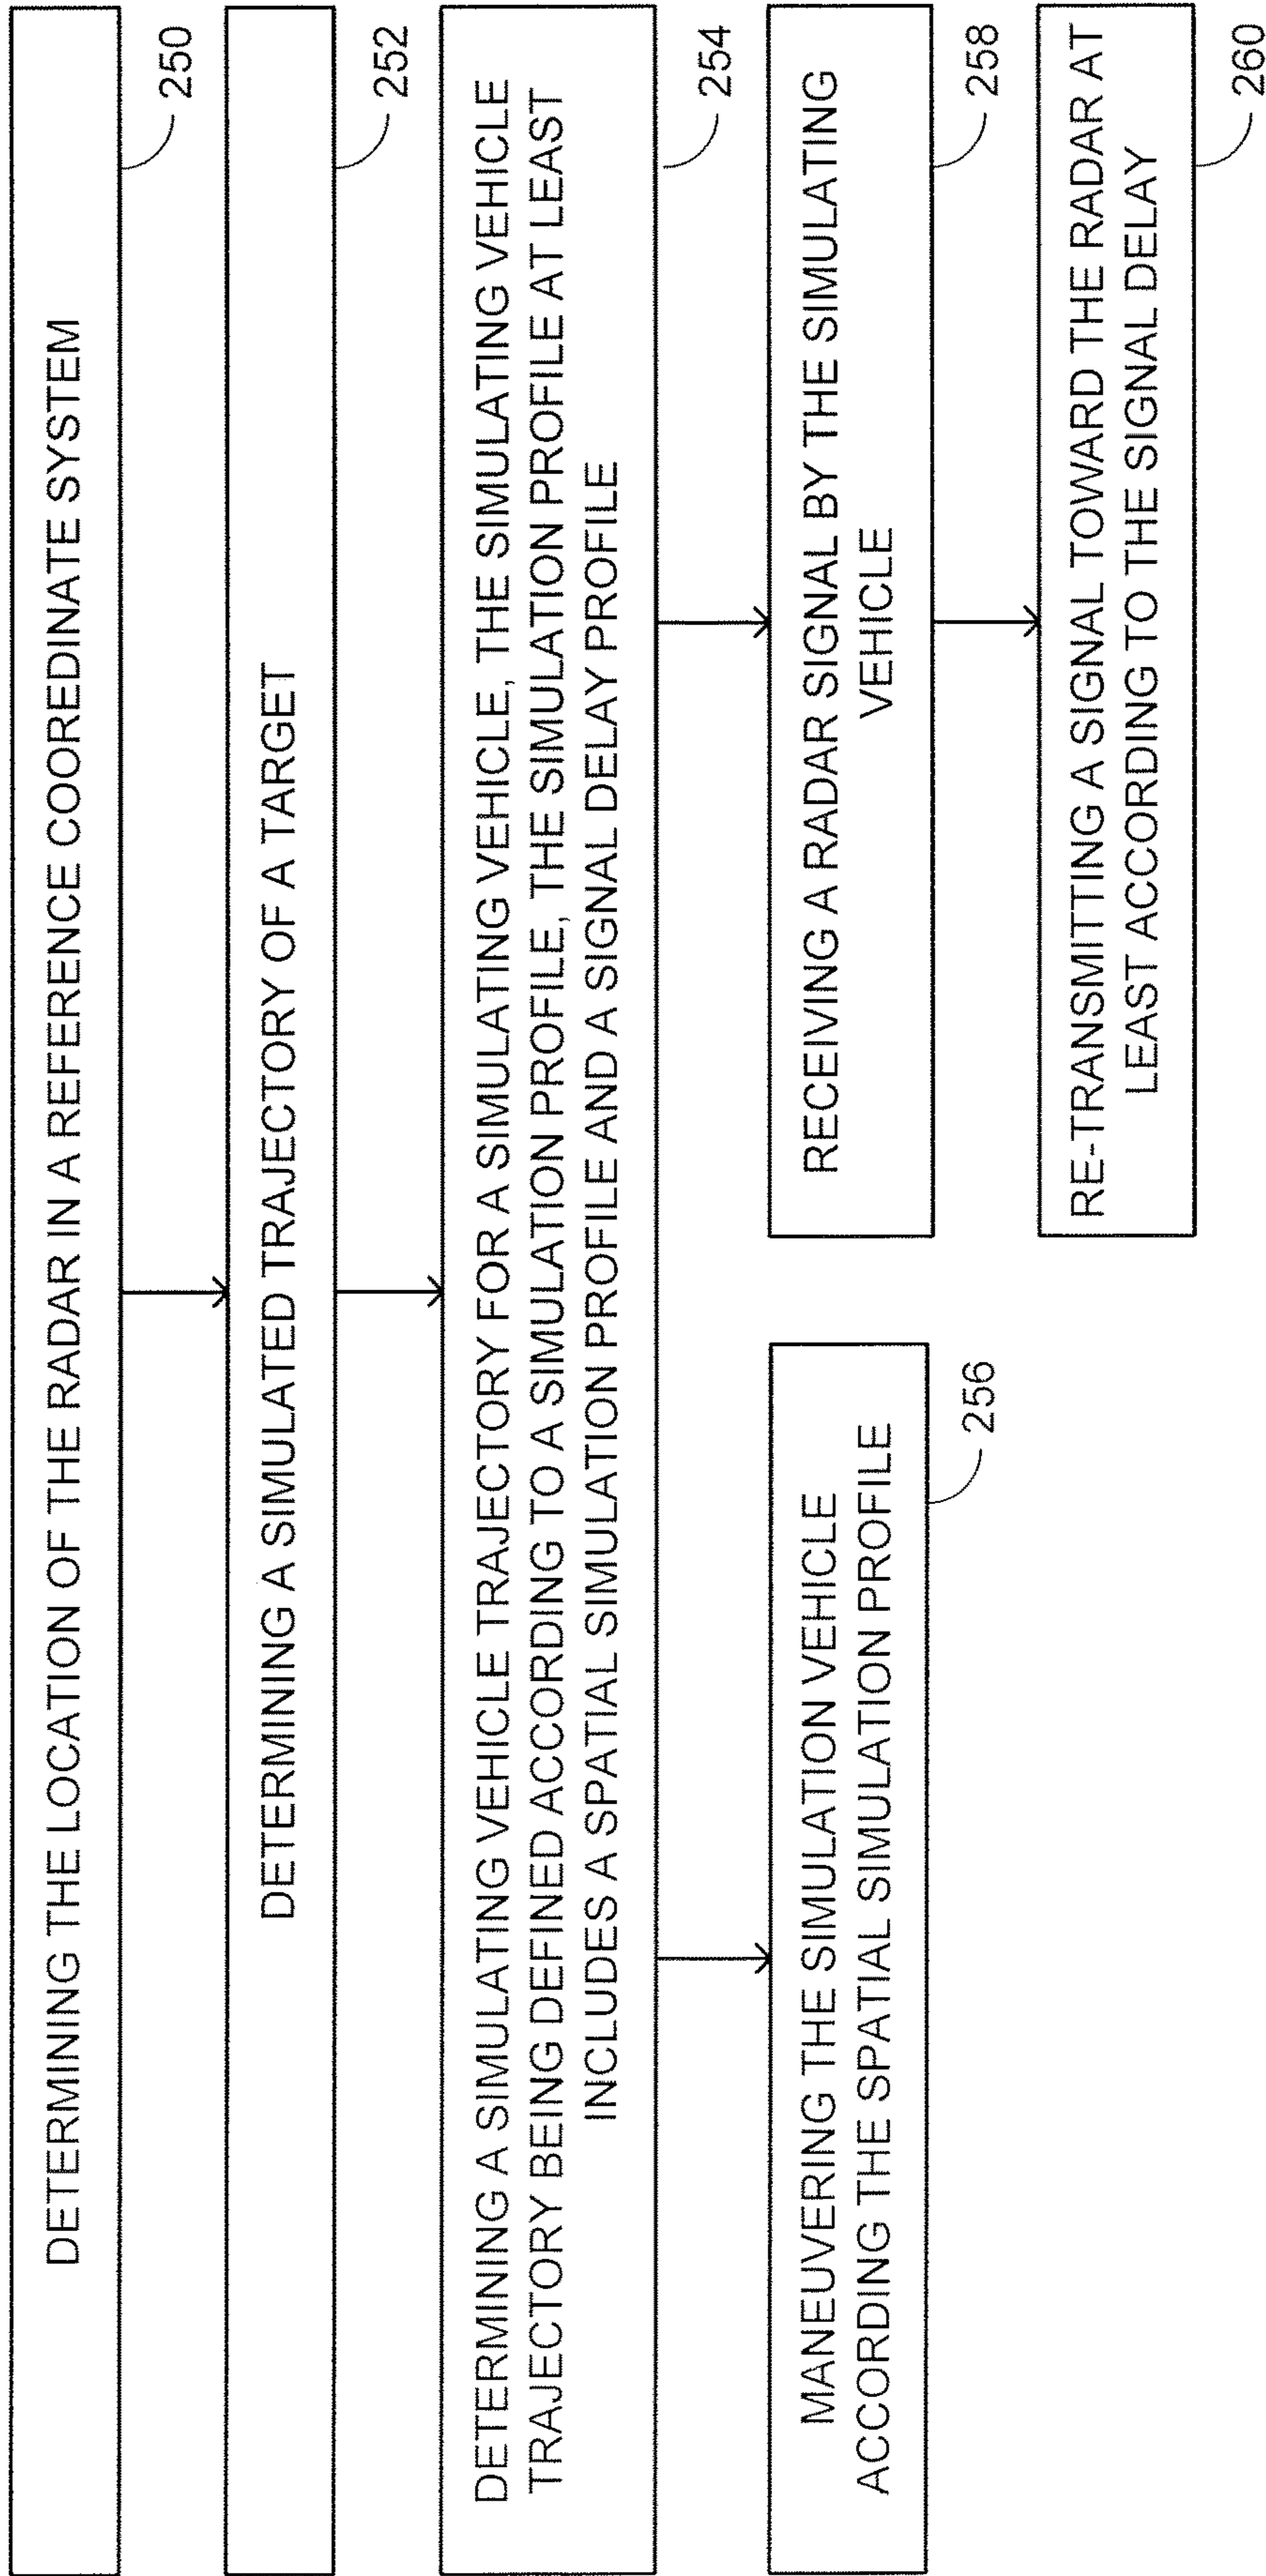 DETERMINING THE LOCATION OF THE RADAR IN A REFERENCE COOREDINATE SYSTEM
250
DETERMINING A SIMULATED TRAJECTORY OF A TARGET
252
DETERMINING A SIMULATING VEHICLE TRAJECTORY FOR A SIMULATING VEHICLE, THE SIMULATING VEHICLE
TRAJECTORY BEING DEFINED ACCORDING TO A SIMULATION PROFILE, THE SIMULATION PROFILE AT LEAST
INCLUDES A SPATIAL SIMULATION PROFILE AND A SIGNAL DELAY PROFILE
254
MANEUVERING THE SIMULATION VEHICLE
ACCORDING THE SPATIAL SIMULATION PROFILE
256
RECEIVING A RADAR SIGNAL BY THE SIMULATING
VEHICLE
258
RE-TRANSMITTING A SIGNAL TOWARD THE RADAR AT
LEAST ACCORDING TO THE SIGNAL DELAY
260